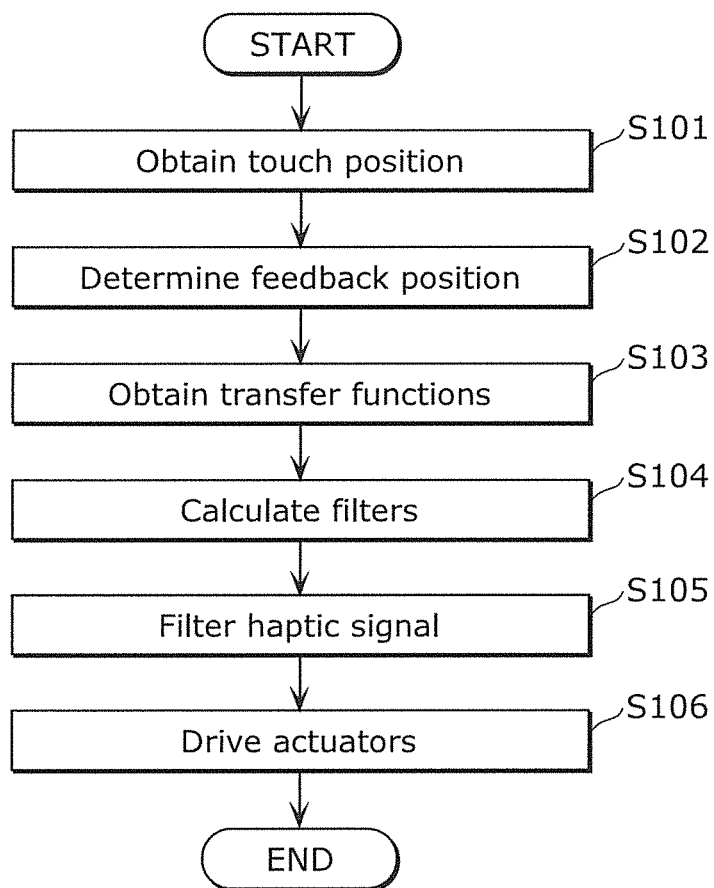 START
S101
Obtain touch position
S102
Determine feedback position
S103
Obtain transfer functions
S104
Calculate filters
S105
Filter haptic signal
S106
Drive actuators
END